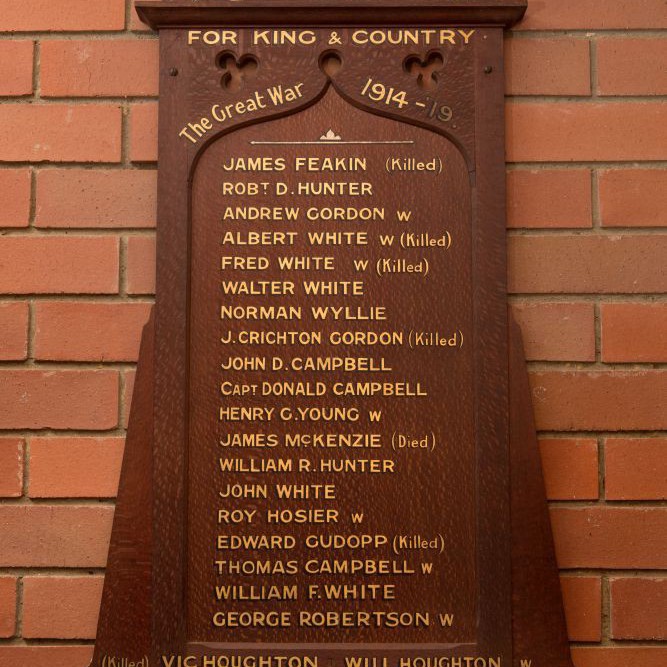 FOR KING & COUNTRY
The Great War 1914-19.
JAMES FEAKIN (Killed)
ROBT D. HUNTER
ANDREW GORDON W
ALBERT WHITE W (Killed)
FRED WHITE W (Killed)
WALTER WHITE
NORMAN WYLLIE
J. CRICHTON GORDON (Killed)
JOHN D. CAMPBELL
CAPT DONALD CAMPBELL
HENRY G. YOUNG W
JAMES MCKENZIE (Died)
WILLIAM R. HUNTER
JOHN WHITE
ROY HOSIER W
EDWARD GUDOPP (Killed)
THOMAS CAMPBELL W
WILLIAM F. WHITE
GEORGE ROBERTSON W
(Killed) VIC HOUGHTON WILL HOUGHTON W